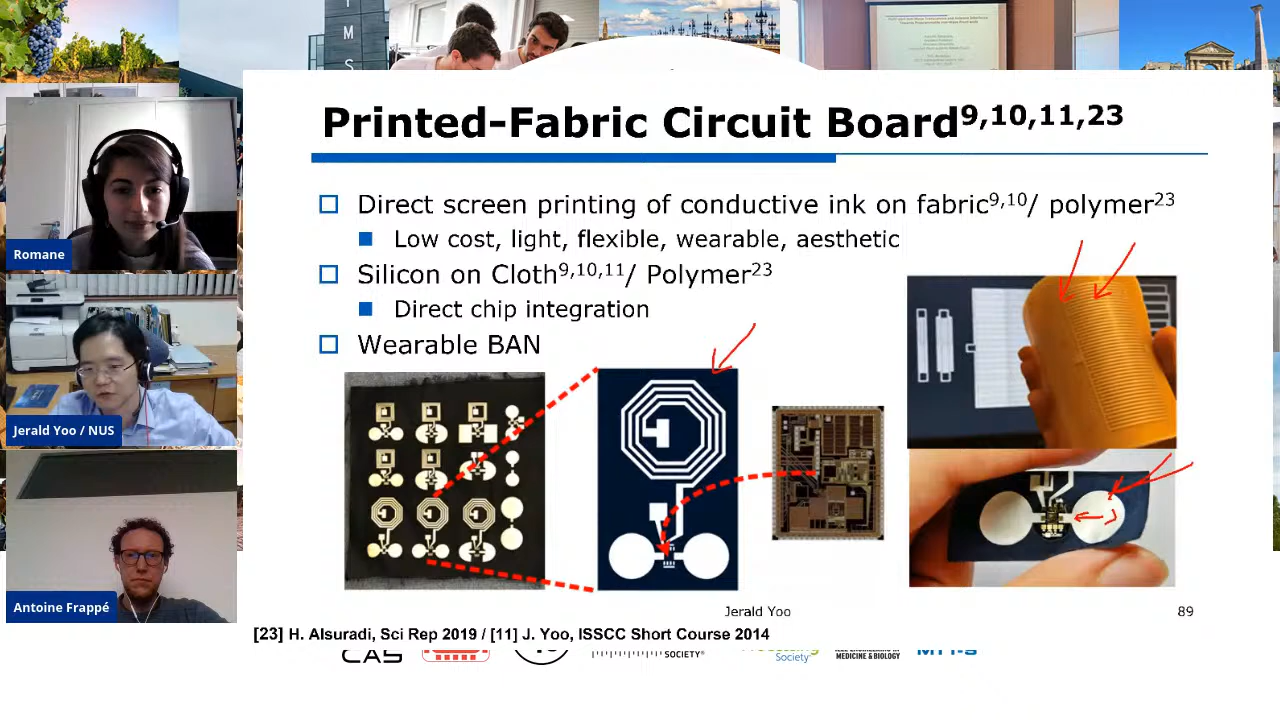 I
M
S
Printed-Fabric Circuit Board9,10,11,23
Direct screen printing of conductive ink on fabric9,10/ polymer23
Low cost, light, flexible, wearable, aesthetic
Silicon on Cloth9,10,11/ Polymer23
Direct chip integration
Wearable BAN
Romane
Jerald Yoo / NUS
Antoine Frappé
Jerald Yoo
89
[23] H. Alsuradi, Sci Rep 2019 / [11] J. Yoo, ISSCC Short Course 2014
CAS
SOCIETY®
Society
MEDICINE & BIOLOGY